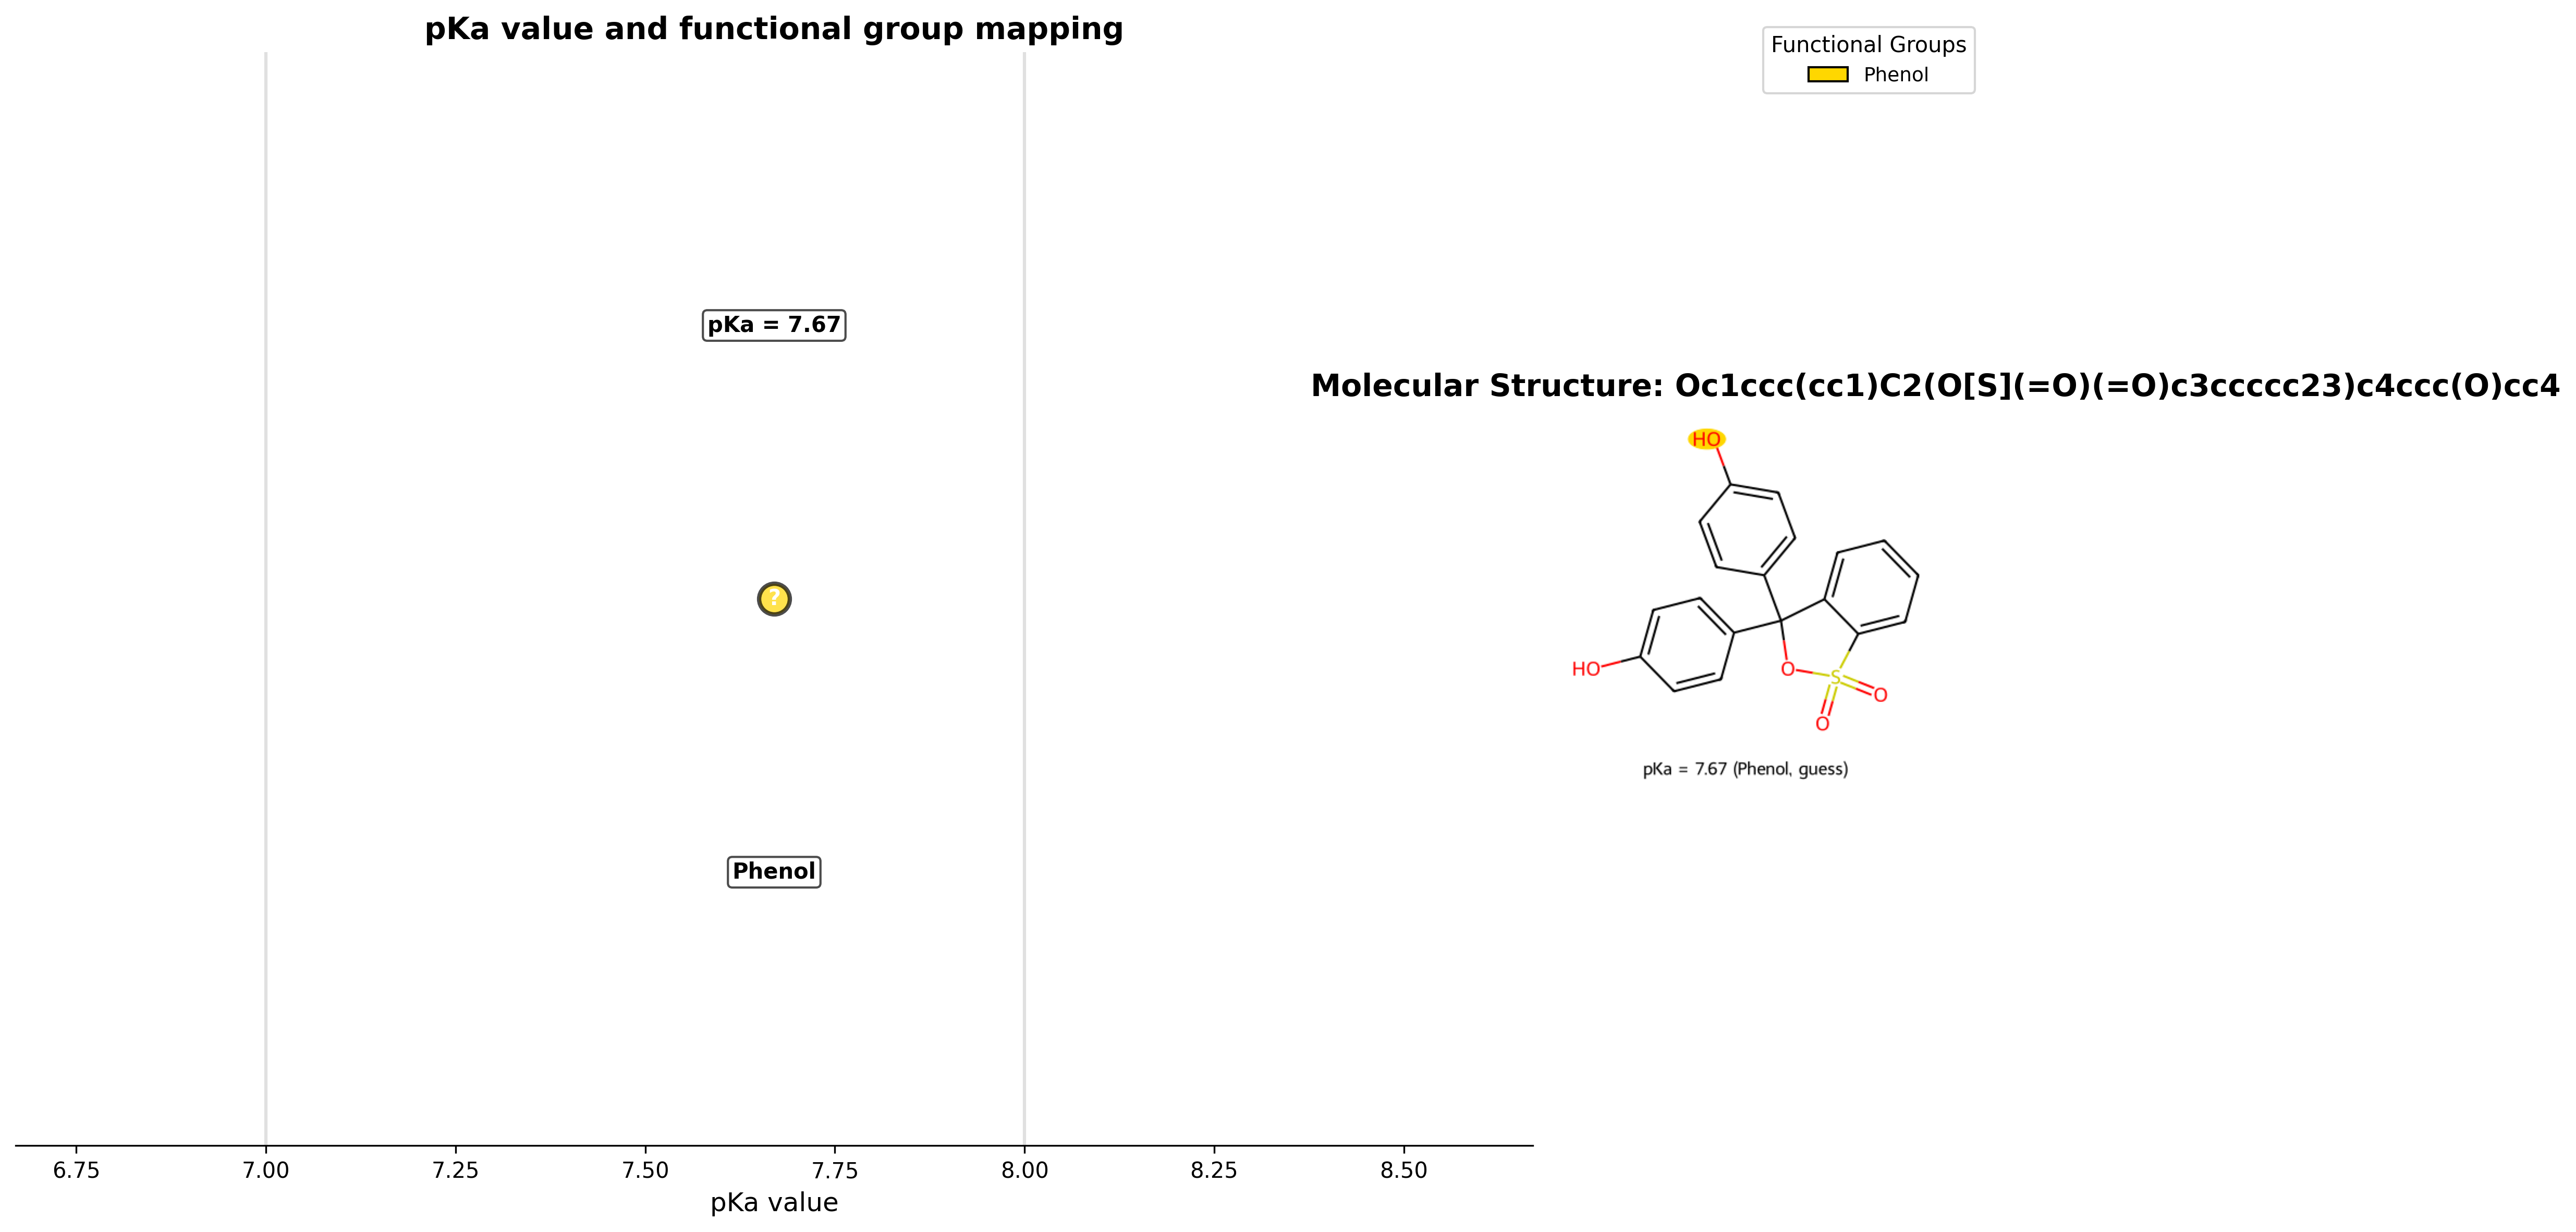 pKa value and functional group mapping
Functional Groups
Phenol
pKa = 7.67
?
Phenol
6.75 7.00 7.25 7.50 7.75 8.00 8.25 8.50
pKa value
Molecular Structure: Oc1ccc(cc1)C2(O[S](=O)(=O)c3ccccc23)c4ccc(O)cc4
HO
HO
O
S
O
O
pKa = 7.67 (Phenol, guess)